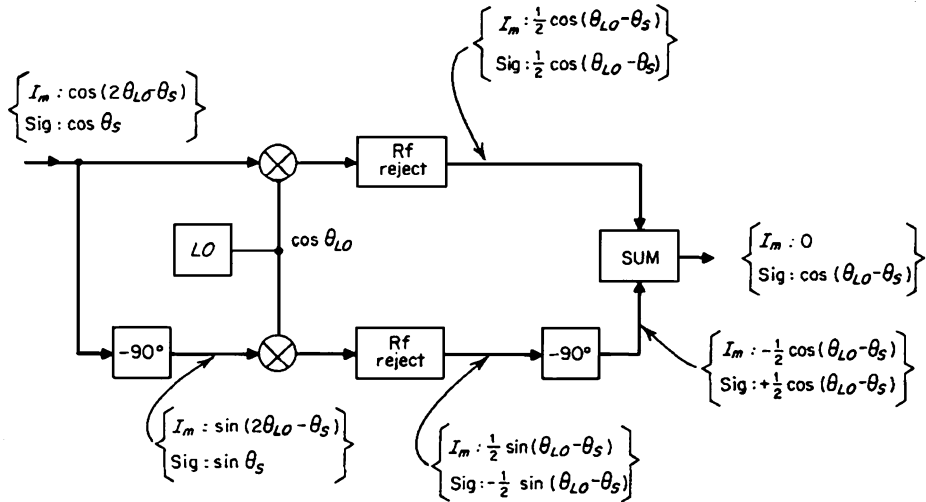 I_m : ½ cos(θ_LO − θ_S)
Sig : ½ cos(θ_LO − θ_S)
I_m : cos(2θ_LO − θ_S)
Sig : cos θ_S
Rf
reject
LO
cos θ_LO
SUM
I_m : 0
Sig : cos(θ_LO − θ_S)
−90°
Rf
reject
−90°
I_m : −½ cos(θ_LO − θ_S)
Sig : +½ cos(θ_LO − θ_S)
I_m : sin(2θ_LO − θ_S)
Sig : sin θ_S
I_m : ½ sin(θ_LO − θ_S)
Sig : −½ sin(θ_LO − θ_S)